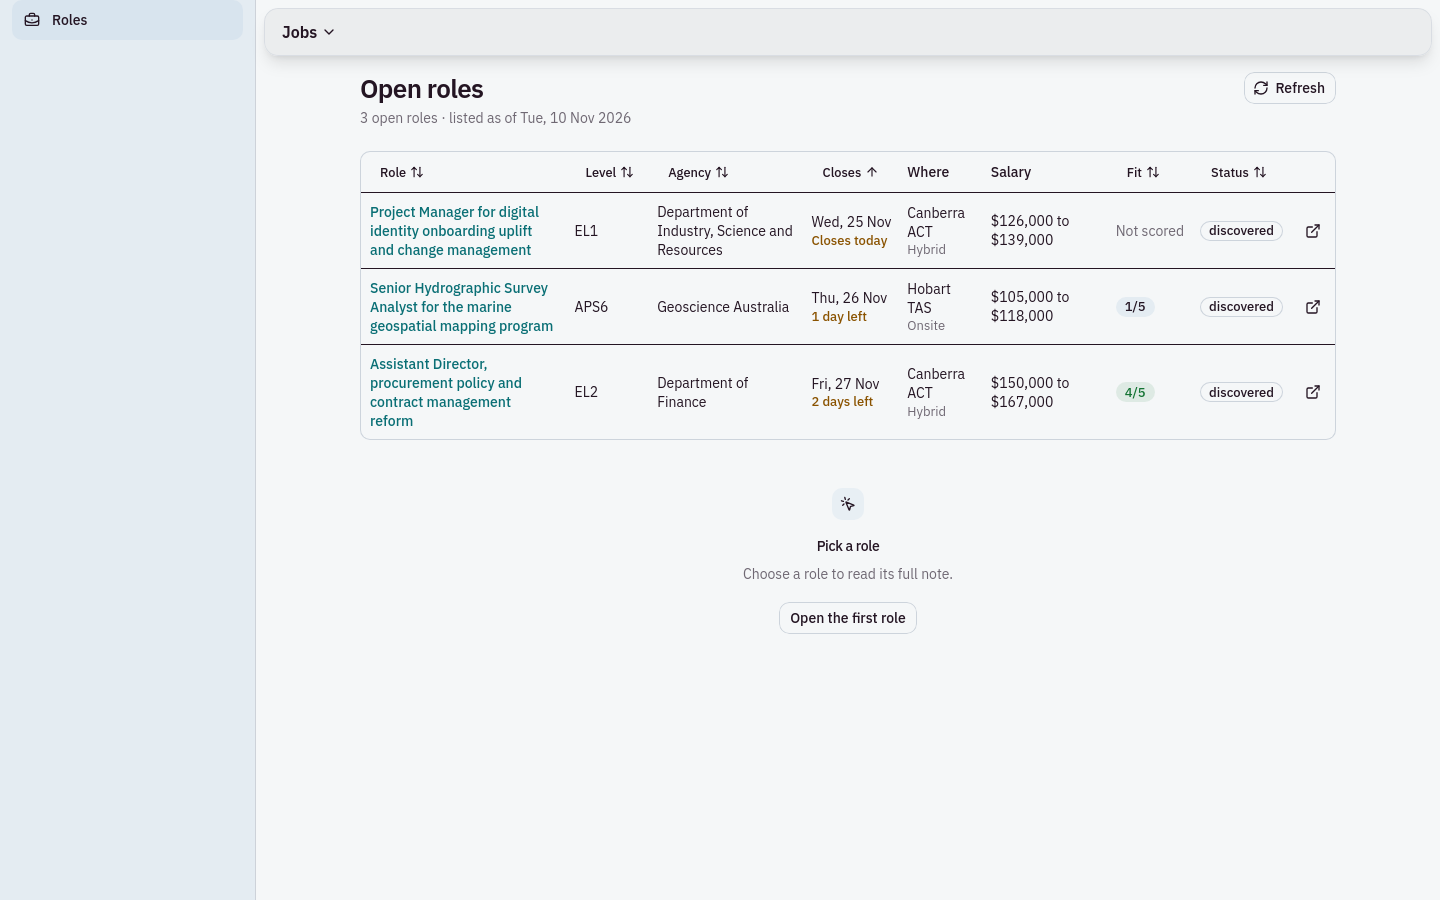 Roles
Jobs
Open roles
Refresh
3 open roles · listed as of Tue, 10 Nov 2026
Role
Level
Agency
Closes
Where
Salary
Fit
Status
Project Manager for digital
identity onboarding uplift
and change management
EL1
Department of
Industry, Science and
Resources
Wed, 25 Nov
Closes today
Canberra
ACT
Hybrid
$126,000 to
$139,000
Not scored
discovered
Senior Hydrographic Survey
Analyst for the marine
geospatial mapping program
APS6
Geoscience Australia
Thu, 26 Nov
1 day left
Hobart
TAS
Onsite
$105,000 to
$118,000
1/5
discovered
Assistant Director,
procurement policy and
contract management
reform
EL2
Department of
Finance
Fri, 27 Nov
2 days left
Canberra
ACT
Hybrid
$150,000 to
$167,000
4/5
discovered
Pick a role
Choose a role to read its full note.
Open the first role